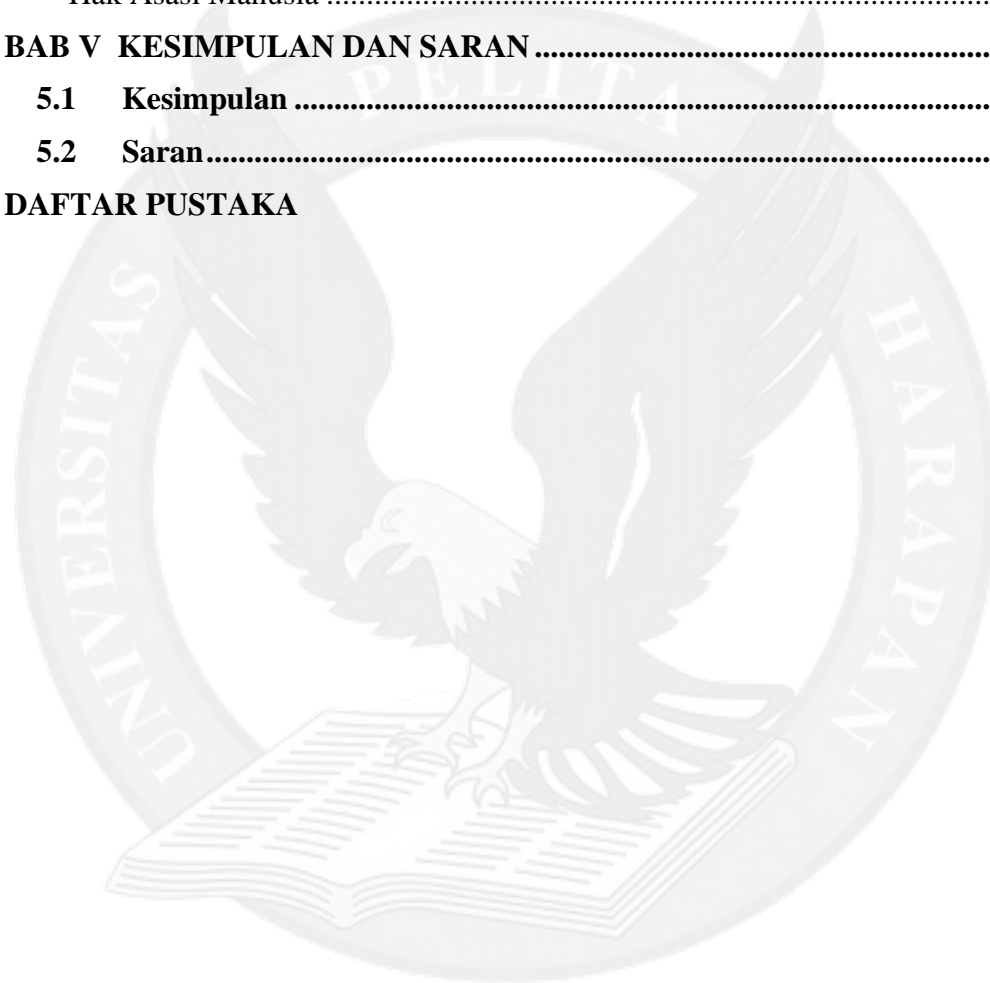 Hak Asasi Manusia ......................................................................................................
BAB V KESIMPULAN DAN SARAN.................................................................
5.1 Kesimpulan ...................................................................................................
5.2 Saran...............................................................................................................
DAFTAR PUSTAKA
UNIVERSITAS PELITA HARAPAN